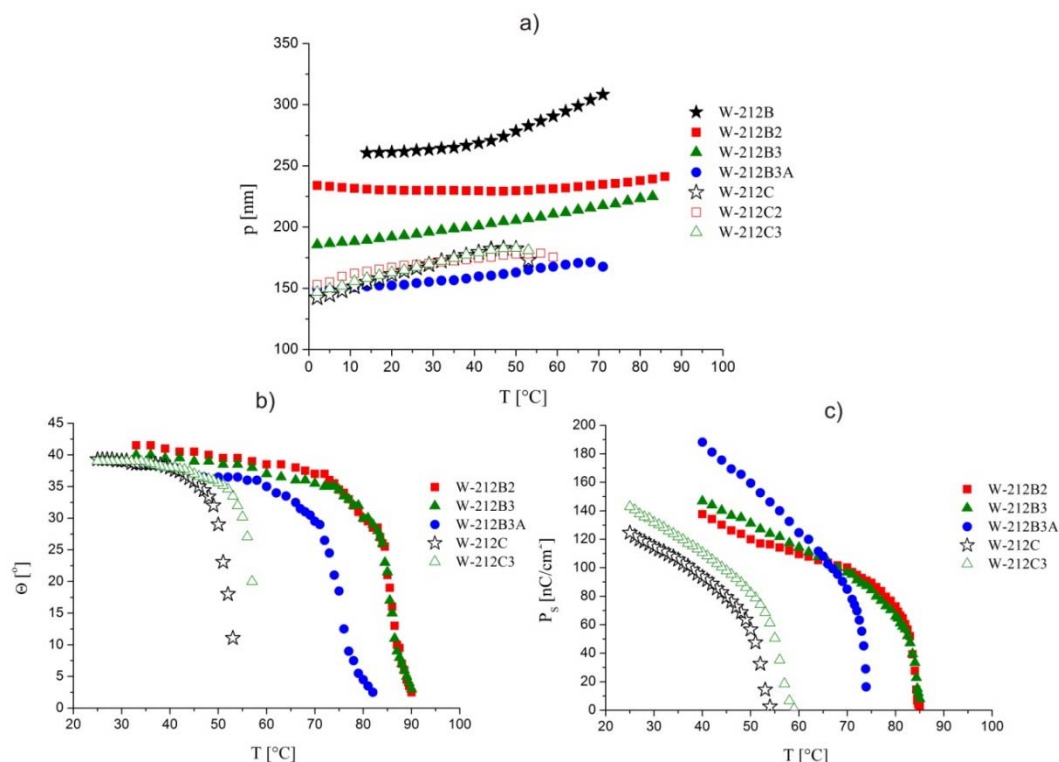 a)
350
300
250
200
150
100
p [nm]
0 10 20 30 40 50 60 70 80 90 100
T [°C]
W-212B
W-212B2
W-212B3
W-212B3A
W-212C
W-212C2
W-212C3
b)
45
40
35
30
25
20
15
10
5
0
Θ [°]
20 30 40 50 60 70 80 90 100
T [°C]
W-212B2
W-212B3
W-212B3A
W-212C
W-212C3
c)
200
180
160
140
120
100
80
60
40
20
0
P_S [nC/cm²]
20 30 40 50 60 70 80 90 100
T [°C]
W-212B2
W-212B3
W-212B3A
W-212C
W-212C3